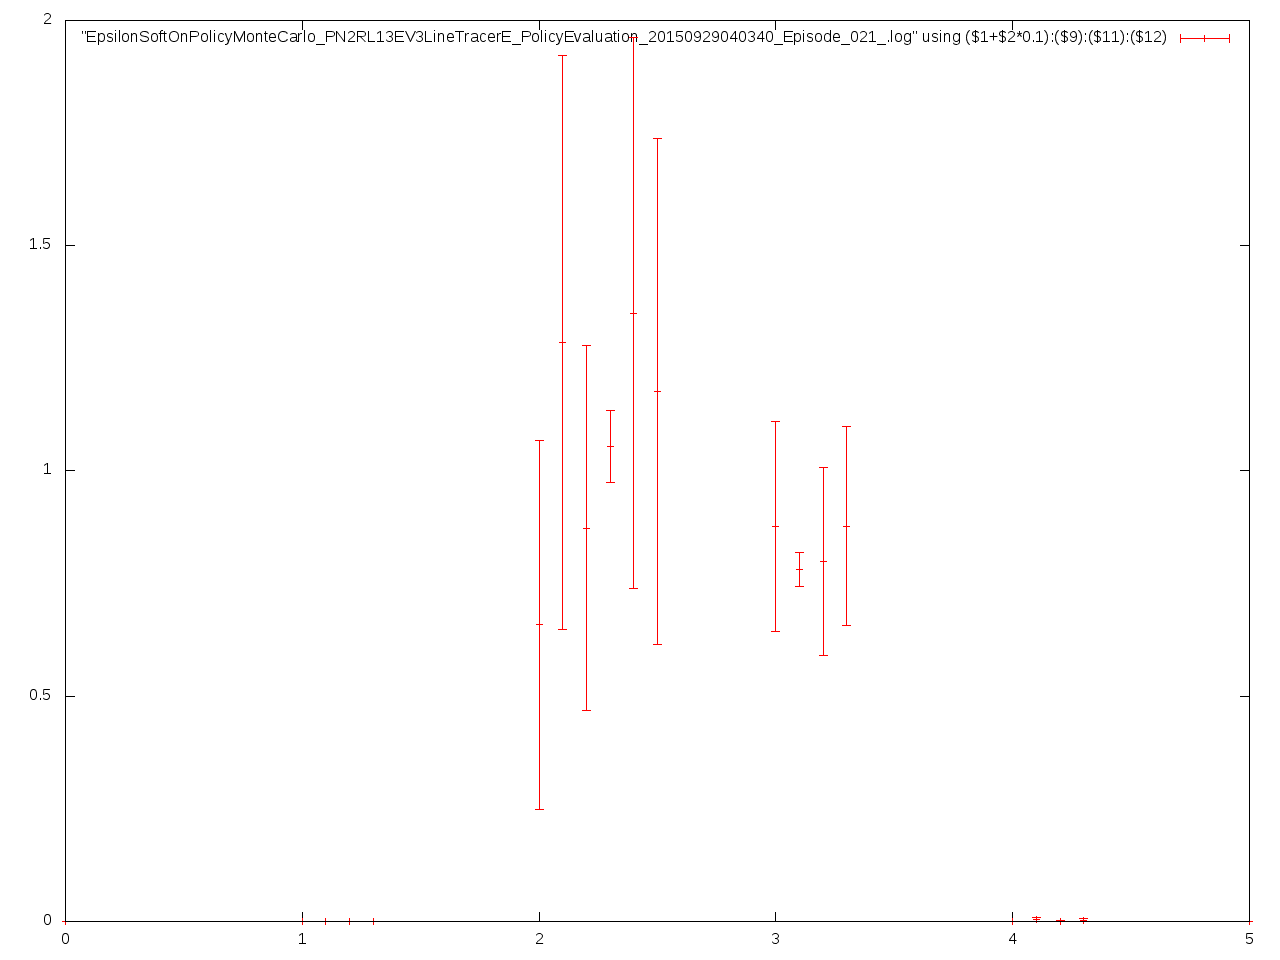 2
"EpsilonSoftOnPolicyMonteCarlo_PN2RL13EV3LineTracerE_PolicyEvaluation_20150929040340_Episode_021_.log" using ($1+$2*0.1):($9):($11):($12)
1.5
1
0.5
0
0 1 2 3 4 5